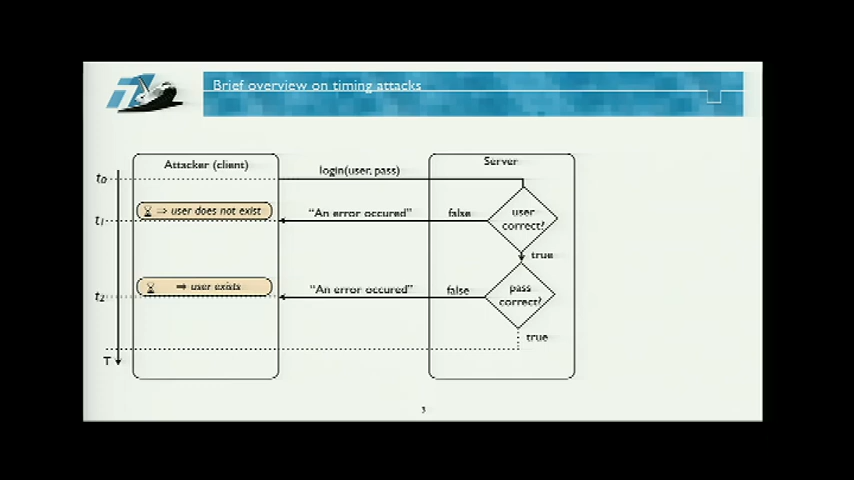 Brief overview on timing attacks
Attacker (client)
Server
login(user, pass)
t0
⇒ user does not exist
"An error occured"
false
user
correct?
t1
true
⇒ user exists
"An error occured"
false
pass
correct?
t2
true
T
3